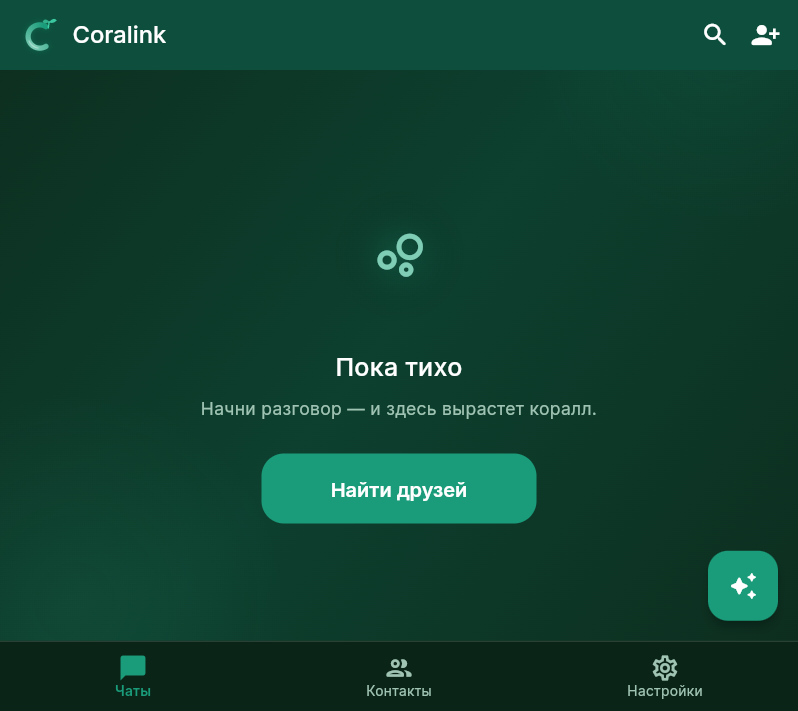 Coralink
Пока тихо
Начни разговор — и здесь вырастет коралл.
Найти друзей
Чаты
Контакты
Настройки